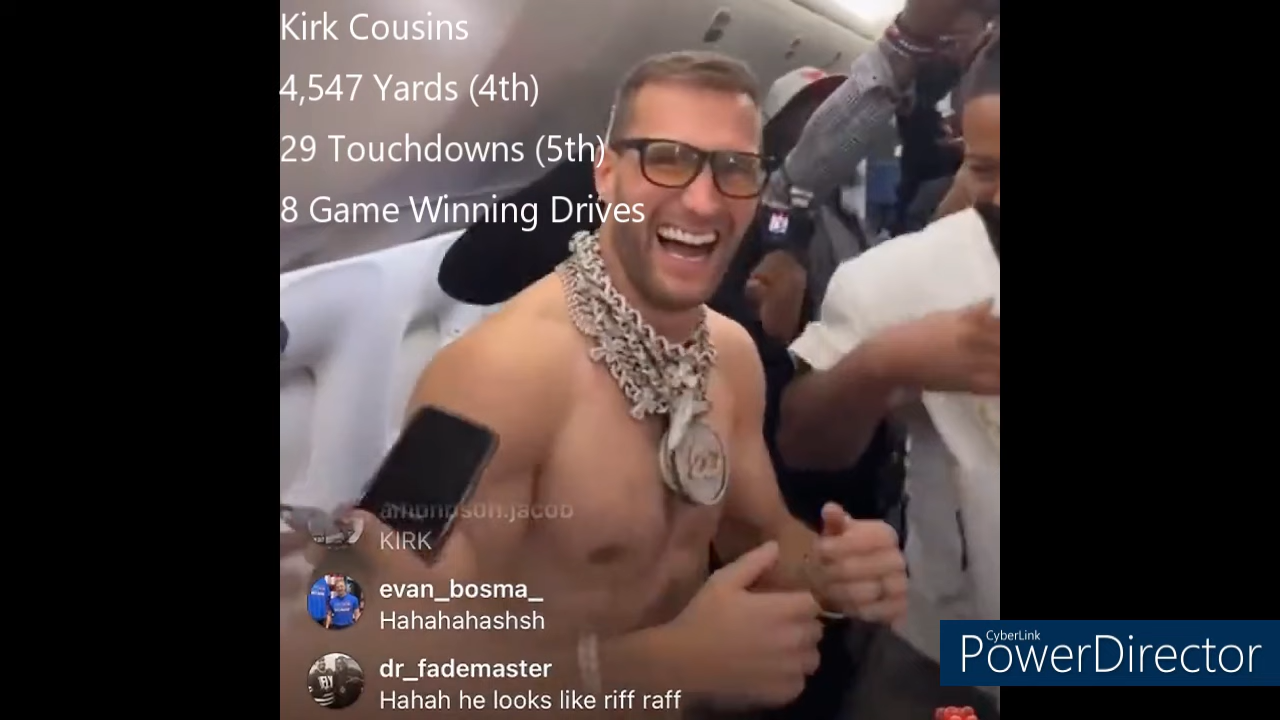 Kirk Cousins
4,547 Yards (4th)
29 Touchdowns (5th)
8 Game Winning Drives
KIRK
evan_bosma_
Hahahahashsh
dr_fademaster
Hahah he looks like riff raff
CyberLink
PowerDirector